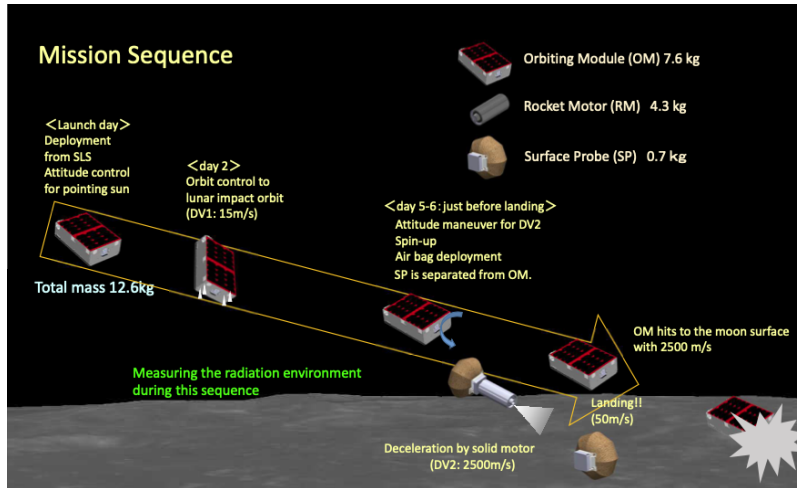 Mission Sequence
Orbiting Module (OM) 7.6 kg
Rocket Motor (RM)   4.3 kg
Surface Probe (SP)   0.7 kg
＜Launch day＞
Deployment
from SLS
Attitude control
for pointing sun
＜day 2＞
Orbit control to
lunar impact orbit
(DV1: 15m/s)
＜day 5-6：just before landing＞
Attitude maneuver for DV2
Spin-up
Air bag deployment
SP is separated from OM.
Total mass 12.6kg
OM hits to the moon surface
with 2500 m/s
Measuring the radiation environment
during this sequence
Landing!!
(50m/s)
Deceleration by solid motor
(DV2: 2500m/s)